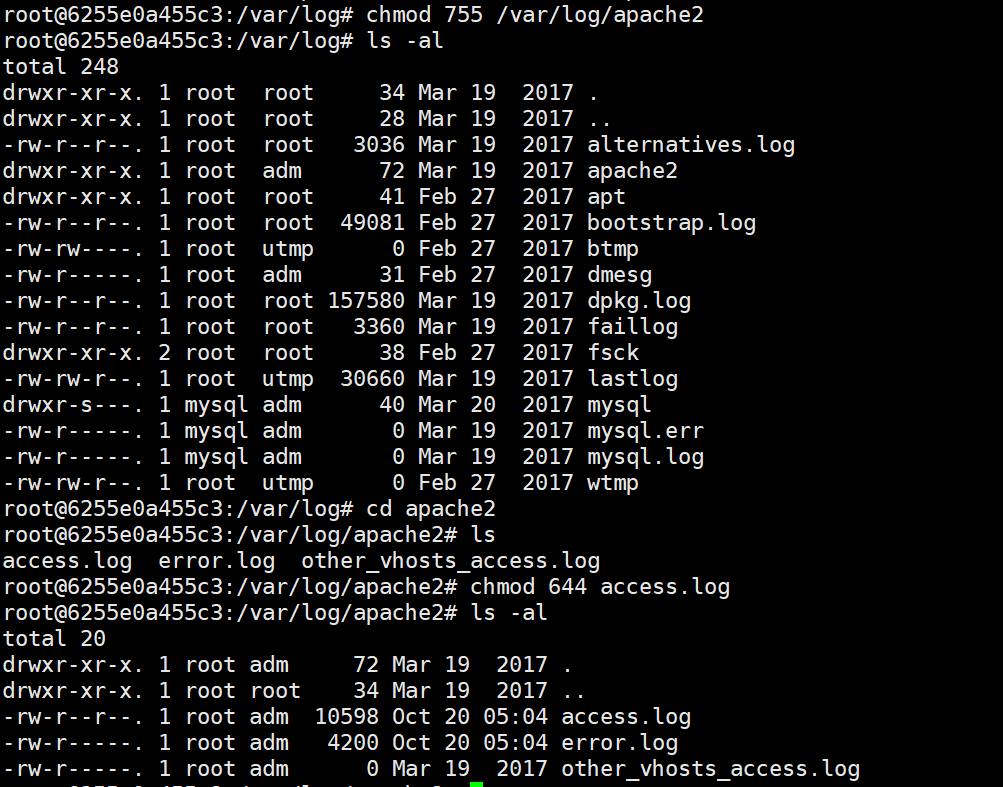 root@6255e0a455c3:/var/log# chmod 755 /var/log/apache2
root@6255e0a455c3:/var/log# ls -al
total 248
drwxr-xr-x. 1 root  root     34 Mar 19  2017 .
drwxr-xr-x. 1 root  root     28 Mar 19  2017 ..
-rw-r--r--. 1 root  root   3036 Mar 19  2017 alternatives.log
drwxr-xr-x. 1 root  adm      72 Mar 19  2017 apache2
drwxr-xr-x. 1 root  root     41 Feb 27  2017 apt
-rw-r--r--. 1 root  root  49081 Feb 27  2017 bootstrap.log
-rw-rw----. 1 root  utmp      0 Feb 27  2017 btmp
-rw-r-----. 1 root  adm      31 Feb 27  2017 dmesg
-rw-r--r--. 1 root  root 157580 Mar 19  2017 dpkg.log
-rw-r--r--. 1 root  root   3360 Mar 19  2017 faillog
drwxr-xr-x. 2 root  root     38 Feb 27  2017 fsck
-rw-rw-r--. 1 root  utmp  30660 Mar 19  2017 lastlog
drwxr-s---. 1 mysql adm      40 Mar 20  2017 mysql
-rw-r-----. 1 mysql adm       0 Mar 19  2017 mysql.err
-rw-r-----. 1 mysql adm       0 Mar 19  2017 mysql.log
-rw-rw-r--. 1 root  utmp      0 Feb 27  2017 wtmp
root@6255e0a455c3:/var/log# cd apache2
root@6255e0a455c3:/var/log/apache2# ls
access.log  error.log  other_vhosts_access.log
root@6255e0a455c3:/var/log/apache2# chmod 644 access.log
root@6255e0a455c3:/var/log/apache2# ls -al
total 20
drwxr-xr-x. 1 root adm     72 Mar 19  2017 .
drwxr-xr-x. 1 root root    34 Mar 19  2017 ..
-rw-r--r--. 1 root adm  10598 Oct 20 05:04 access.log
-rw-r-----. 1 root adm   4200 Oct 20 05:04 error.log
-rw-r--r--. 1 root adm      0 Mar 19  2017 other_vhosts_access.log